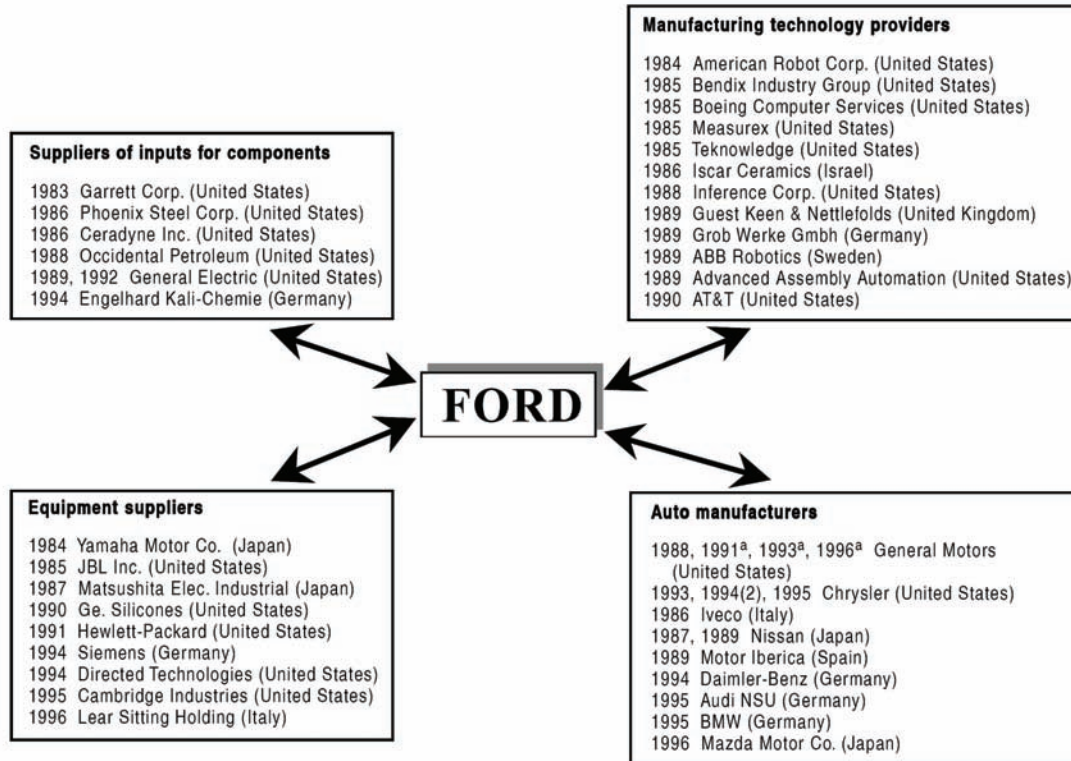 Manufacturing technology providers
1984 American Robot Corp. (United States)
1985 Bendix Industry Group (United States)
1985 Boeing Computer Services (United States)
1985 Measurex (United States)
1985 Teknowledge (United States)
1986 Iscar Ceramics (Israel)
1988 Inference Corp. (United States)
1989 Guest Keen & Nettlefolds (United Kingdom)
1989 Grob Werke Gmbh (Germany)
1989 ABB Robotics (Sweden)
1989 Advanced Assembly Automation (United States)
1990 AT&T (United States)
Suppliers of inputs for components
1983 Garrett Corp. (United States)
1986 Phoenix Steel Corp. (United States)
1986 Ceradyne Inc. (United States)
1988 Occidental Petroleum (United States)
1989, 1992 General Electric (United States)
1994 Engelhard Kali-Chemie (Germany)
FORD
Equipment suppliers
1984 Yamaha Motor Co. (Japan)
1985 JBL Inc. (United States)
1987 Matsushita Elec. Industrial (Japan)
1990 Ge. Silicones (United States)
1991 Hewlett-Packard (United States)
1994 Siemens (Germany)
1994 Directed Technologies (United States)
1995 Cambridge Industries (United States)
1996 Lear Sitting Holding (Italy)
Auto manufacturers
1988, 1991ᵃ, 1993ᵃ, 1996ᵃ General Motors
(United States)
1993, 1994(2), 1995 Chrysler (United States)
1986 Iveco (Italy)
1987, 1989 Nissan (Japan)
1989 Motor Iberica (Spain)
1994 Daimler-Benz (Germany)
1995 Audi NSU (Germany)
1995 BMW (Germany)
1996 Mazda Motor Co. (Japan)